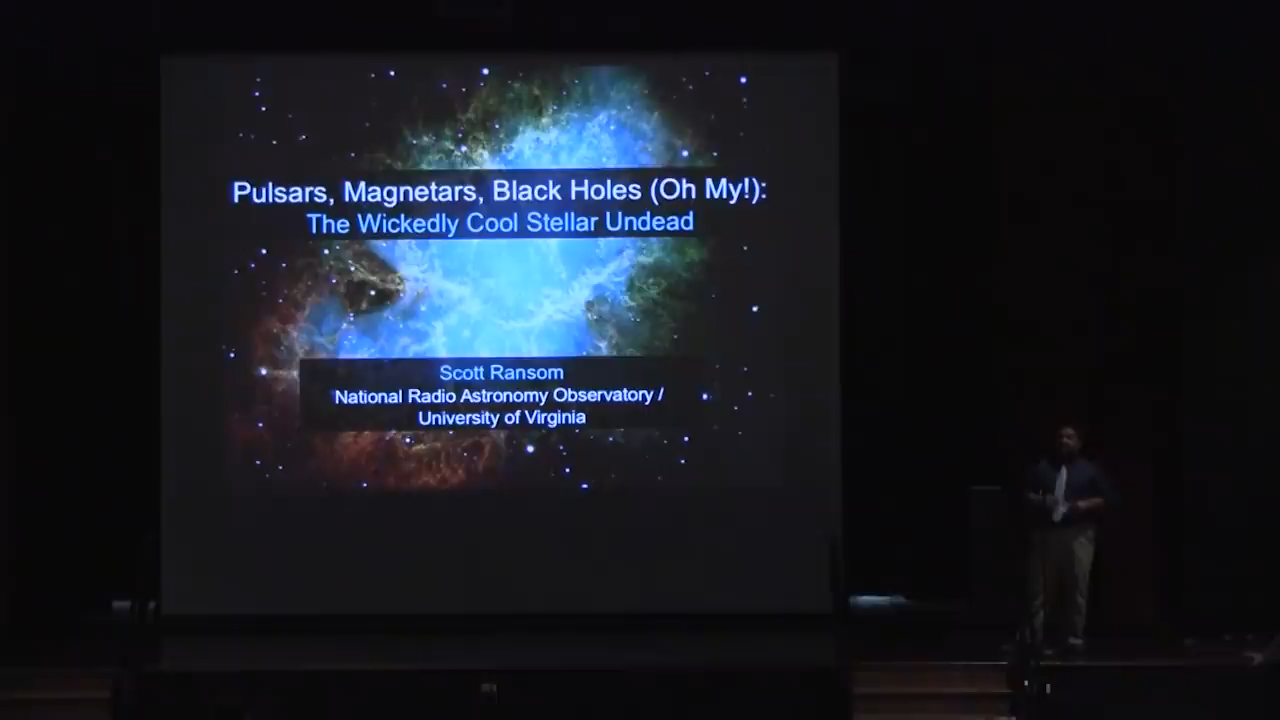 Pulsars, Magnetars, Black Holes (Oh My!):
The Wickedly Cool Stellar Undead
Scott Ransom
National Radio Astronomy Observatory /
University of Virginia